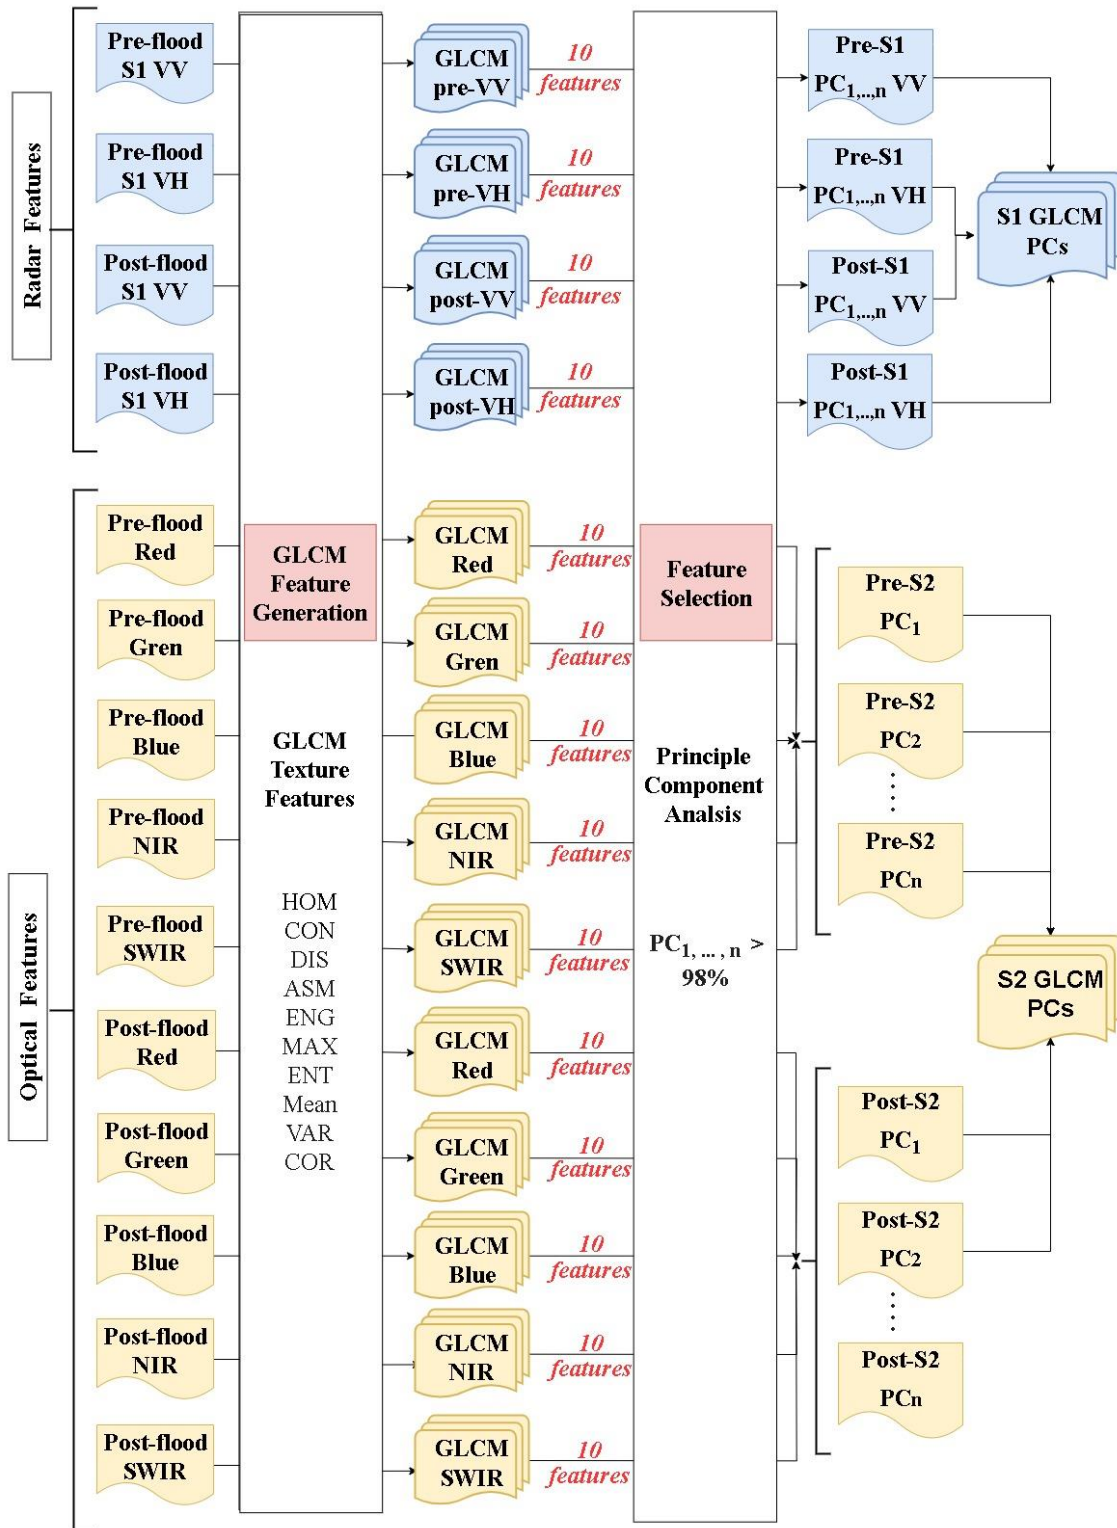 Radar Features
Pre-flood
S1 VV
Pre-flood
S1 VH
Post-flood
S1 VV
Post-flood
S1 VH
GLCM
pre-VV
10
features
GLCM
pre-VH
10
features
GLCM
post-VV
10
features
GLCM
post-VH
10
features
Pre-S1
PC1,..,n VV
Pre-S1
PC1,..,n VH
Post-S1
PC1,..,n VV
Post-S1
PC1,..,n VH
S1 GLCM
PCs
Optical Features
Pre-flood
Red
Pre-flood
Gren
Pre-flood
Blue
Pre-flood
NIR
Pre-flood
SWIR
Post-flood
Red
Post-flood
Green
Post-flood
Blue
Post-flood
NIR
Post-flood
SWIR
GLCM
Feature
Generation
GLCM
Texture
Features
HOM
CON
DIS
ASM
ENG
MAX
ENT
Mean
VAR
COR
GLCM
Red
10
features
GLCM
Gren
10
features
GLCM
Blue
10
features
GLCM
NIR
10
features
GLCM
SWIR
10
features
GLCM
Red
10
features
GLCM
Green
10
features
GLCM
Blue
10
features
GLCM
NIR
10
features
GLCM
SWIR
10
features
Feature
Selection
Principle
Component
Analsis
PC1, ... , n >
98%
Pre-S2
PC1
Pre-S2
PC2
Pre-S2
PCn
Post-S2
PC1
Post-S2
PC2
Post-S2
PCn
S2 GLCM
PCs